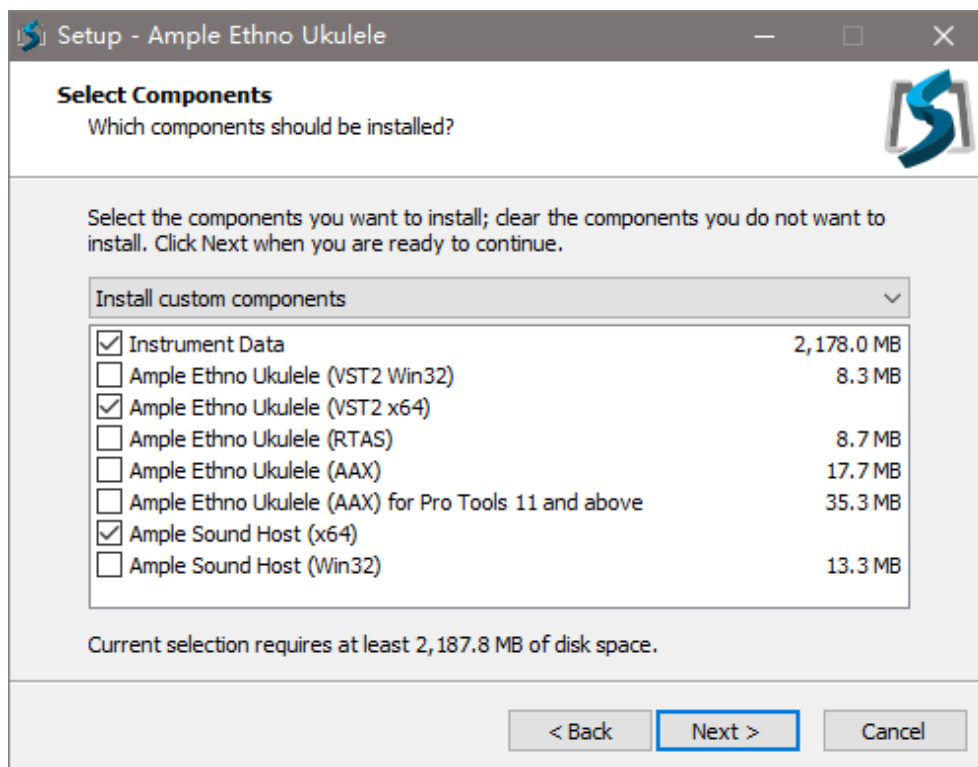 Setup - Ample Ethno Ukulele
Select Components
Which components should be installed?
Select the components you want to install; clear the components you do not want to
install. Click Next when you are ready to continue.
Install custom components
Instrument Data 2,178.0 MB
Ample Ethno Ukulele (VST2 Win32) 8.3 MB
Ample Ethno Ukulele (VST2 x64)
Ample Ethno Ukulele (RTAS) 8.7 MB
Ample Ethno Ukulele (AAX) 17.7 MB
Ample Ethno Ukulele (AAX) for Pro Tools 11 and above 35.3 MB
Ample Sound Host (x64)
Ample Sound Host (Win32) 13.3 MB
Current selection requires at least 2,187.8 MB of disk space.
< Back Next > Cancel